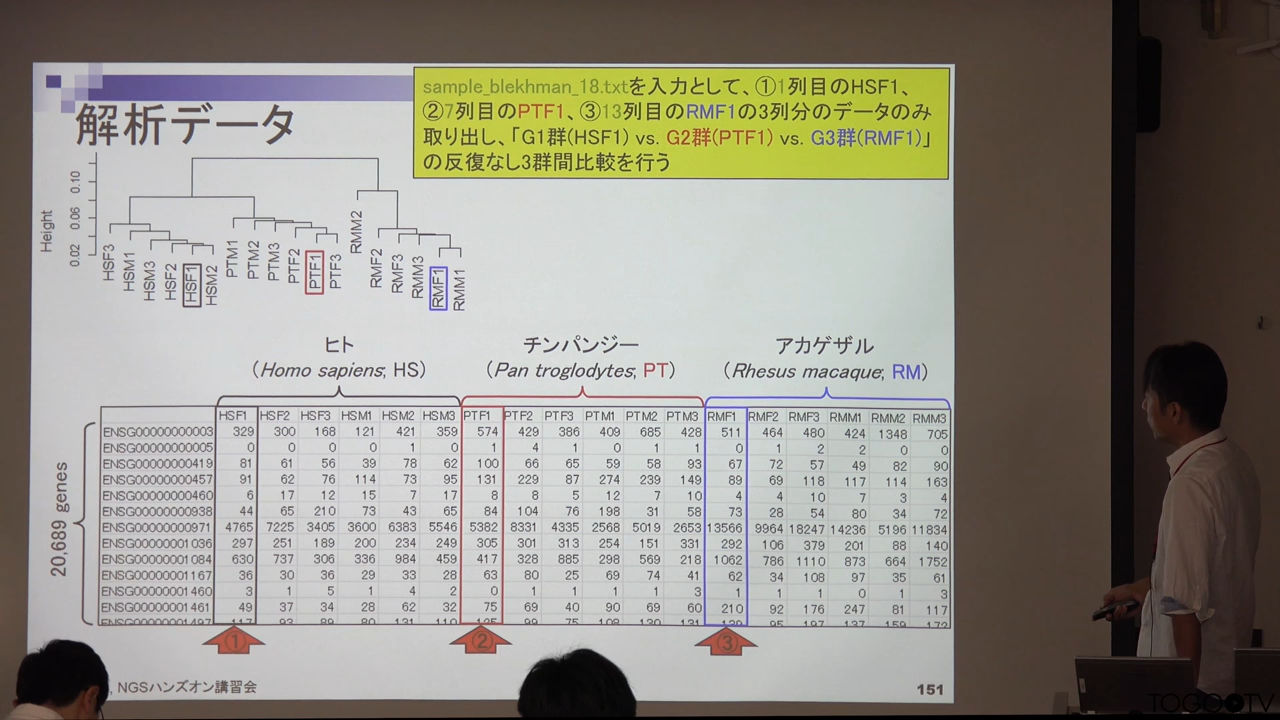 解析データ
sample_blekhman_18.txtを入力として、①1列目のHSF1、
②7列目のPTF1、③13列目のRMF1の3列分のデータのみ
取り出し、「G1群(HSF1) vs. G2群(PTF1) vs. G3群(RMF1)」
の反復なし3群間比較を行う
Height
0.02 0.06 0.10
HSF3 HSM1 HSM3 HSF2 HSF1 HSM2 PTM1 PTM2 PTM3 PTF2 PTF1 PTF3 RMM2 RMF2 RMF3 RMM3 RMF1 RMM1
ヒト チンパンジー アカゲザル
(Homo sapiens; HS) (Pan troglodytes; PT) (Rhesus macaque; RM)
HSF1 HSF2 HSF3 HSM1 HSM2 HSM3 PTF1 PTF2 PTF3 PTM1 PTM2 PTM3 RMF1 RMF2 RMF3 RMM1 RMM2 RMM3
ENSG00000000003 329 300 168 121 421 359 574 429 386 409 685 428 511 464 480 424 1348 705
ENSG00000000005 0 0 0 0 1 0 1 4 1 0 1 1 0 1 2 2 0 0
ENSG00000000419 81 61 56 39 78 62 100 66 65 59 58 93 67 72 57 49 82 90
ENSG00000000457 91 62 76 114 73 95 131 229 87 274 239 149 89 69 118 117 114 163
ENSG00000000460 6 17 12 15 7 17 8 8 5 12 7 10 4 4 10 7 3 4
ENSG00000000938 44 65 210 73 43 65 84 104 76 198 31 58 73 28 54 80 34 72
ENSG00000000971 4765 7225 3405 3600 6383 5546 5382 8331 4335 2568 5019 2653 13566 9964 18247 14236 5196 11834
ENSG00000001036 297 251 189 200 234 249 305 301 313 254 151 331 292 106 379 201 88 140
ENSG00000001084 630 737 306 336 984 459 417 328 885 298 569 218 1062 786 1110 873 664 1752
ENSG00000001167 36 30 36 29 33 28 63 80 25 69 74 41 62 34 108 97 35 61
ENSG00000001460 3 1 5 1 4 2 0 1 1 1 1 3 1 1 1 0 1 3
ENSG00000001461 49 37 34 28 62 32 75 69 40 90 69 60 210 92 176 247 81 117
ENSG00000001497 117 93 89 80 131 110 125 99 75 108 130 131 139 95 197 137 159 172
20,689 genes
① ② ③
, NGSハンズオン講習会
151
TOGOTV